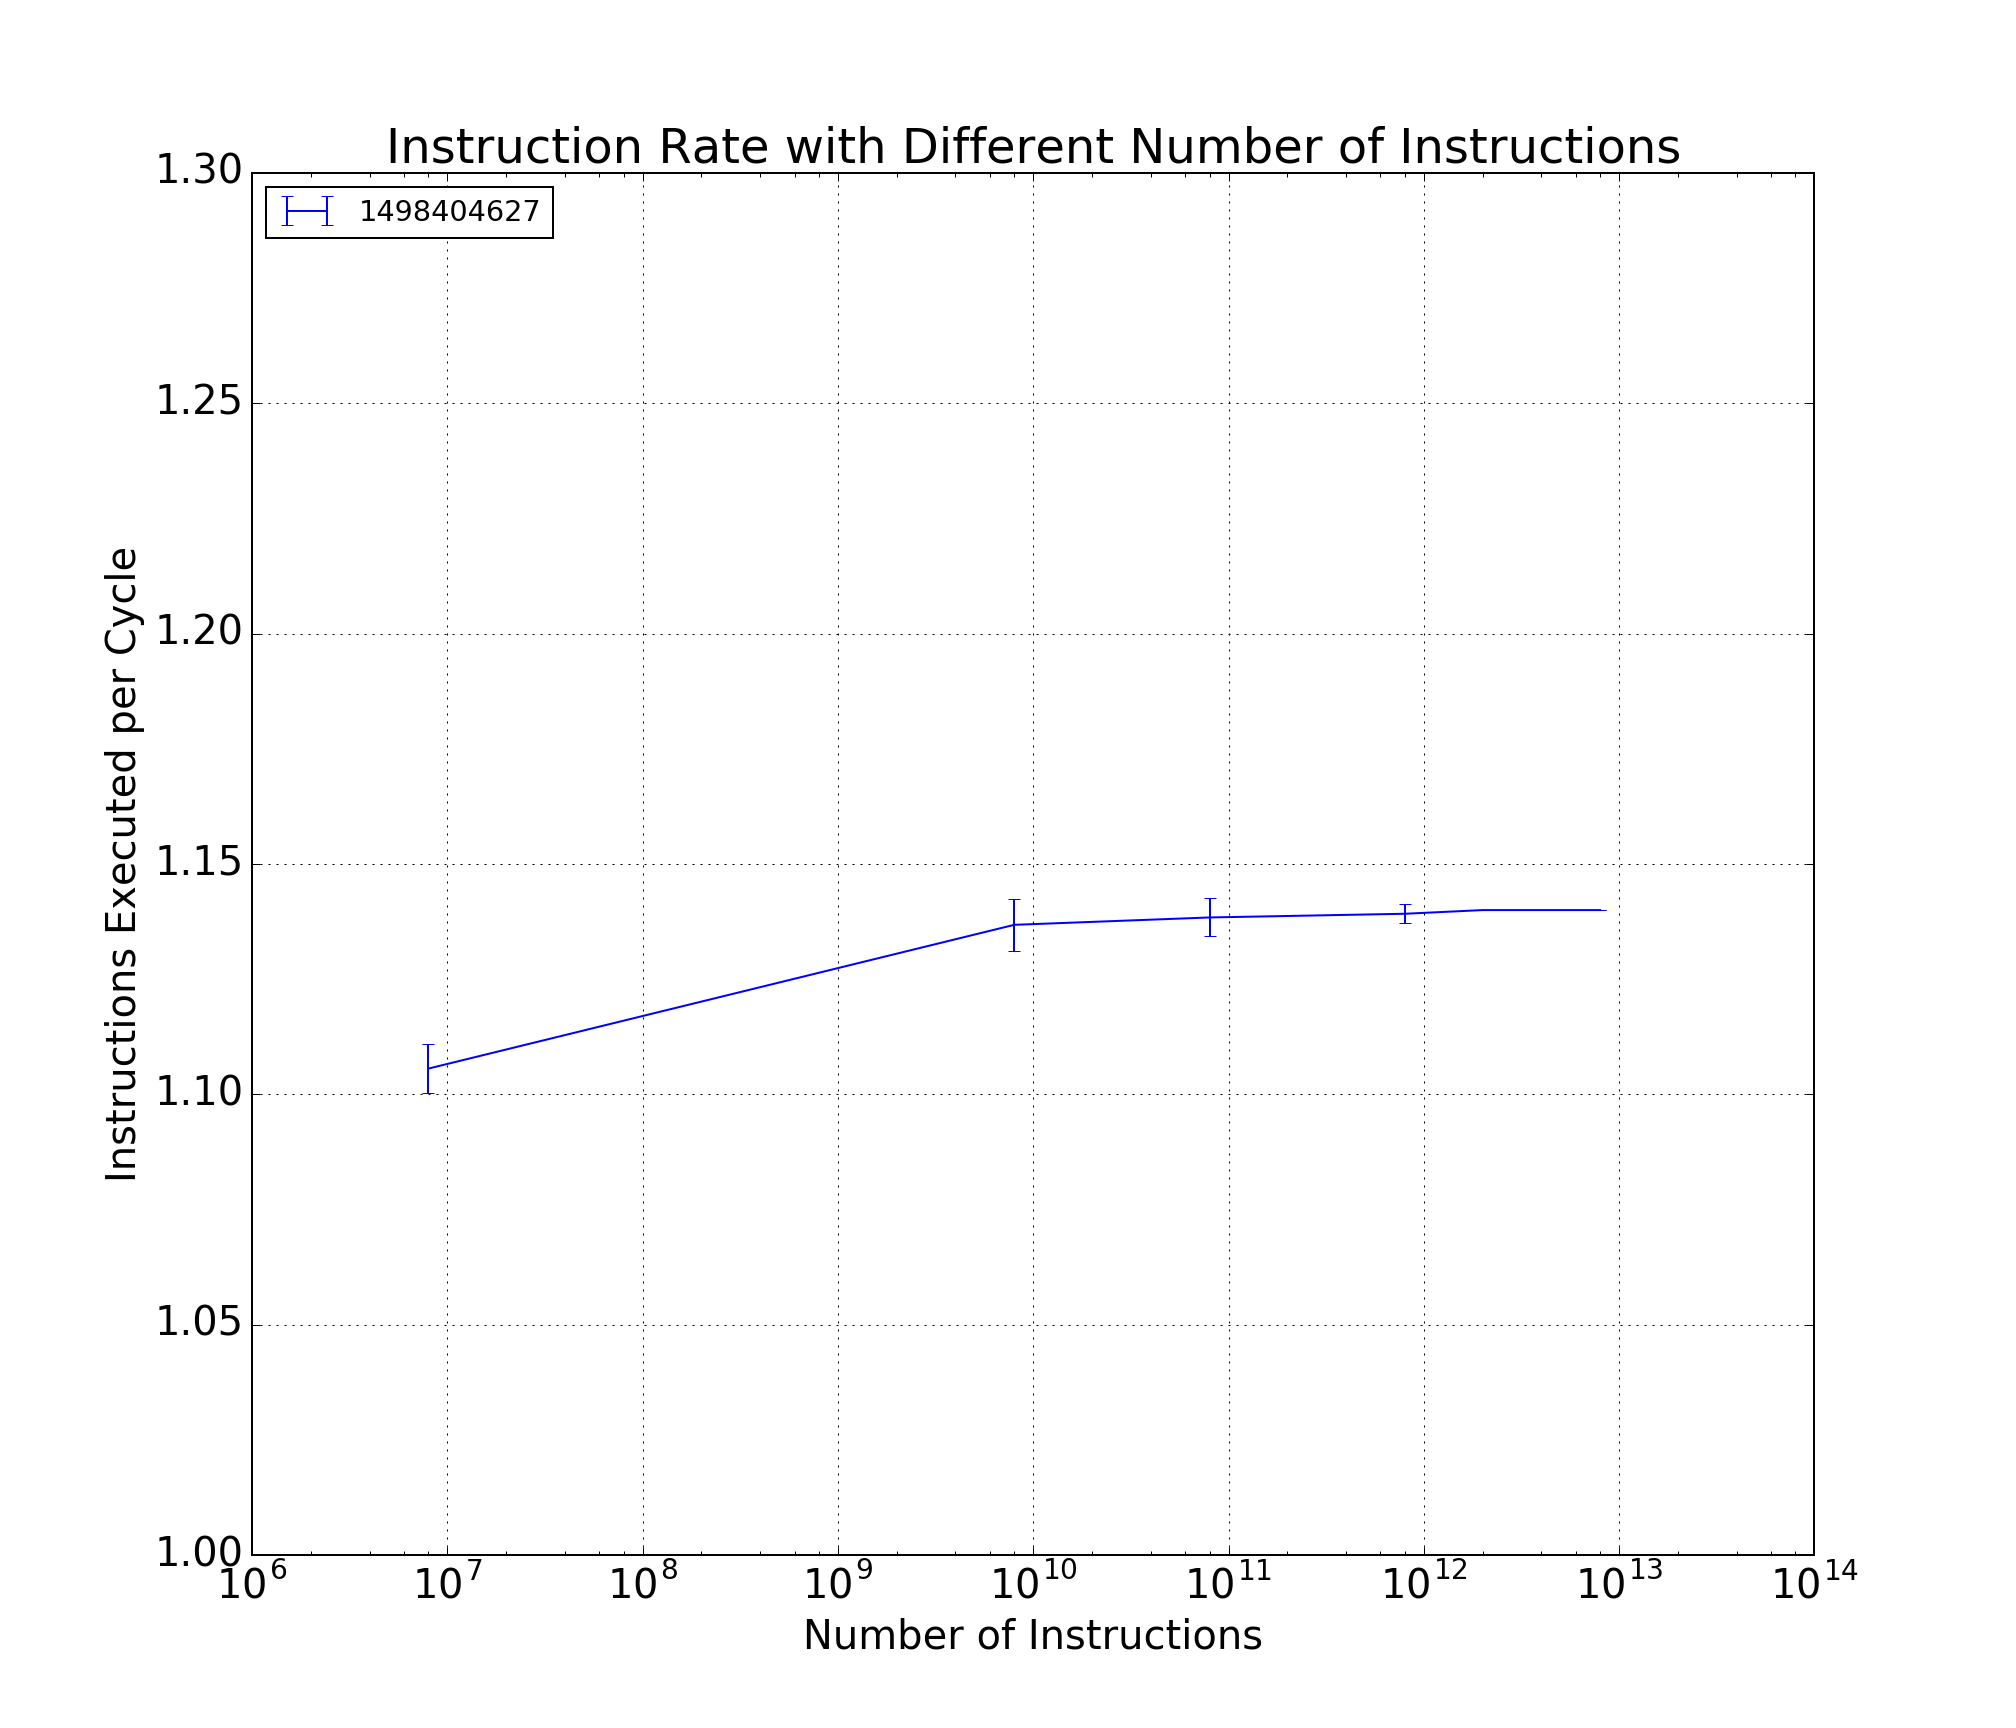 Instruction Rate with Different Number of Instructions
1498404627
1.30
1.25
1.20
1.15
1.10
1.05
1.00
Instructions Executed per Cycle
10^6 10^7 10^8 10^9 10^10 10^11 10^12 10^13 10^14
Number of Instructions